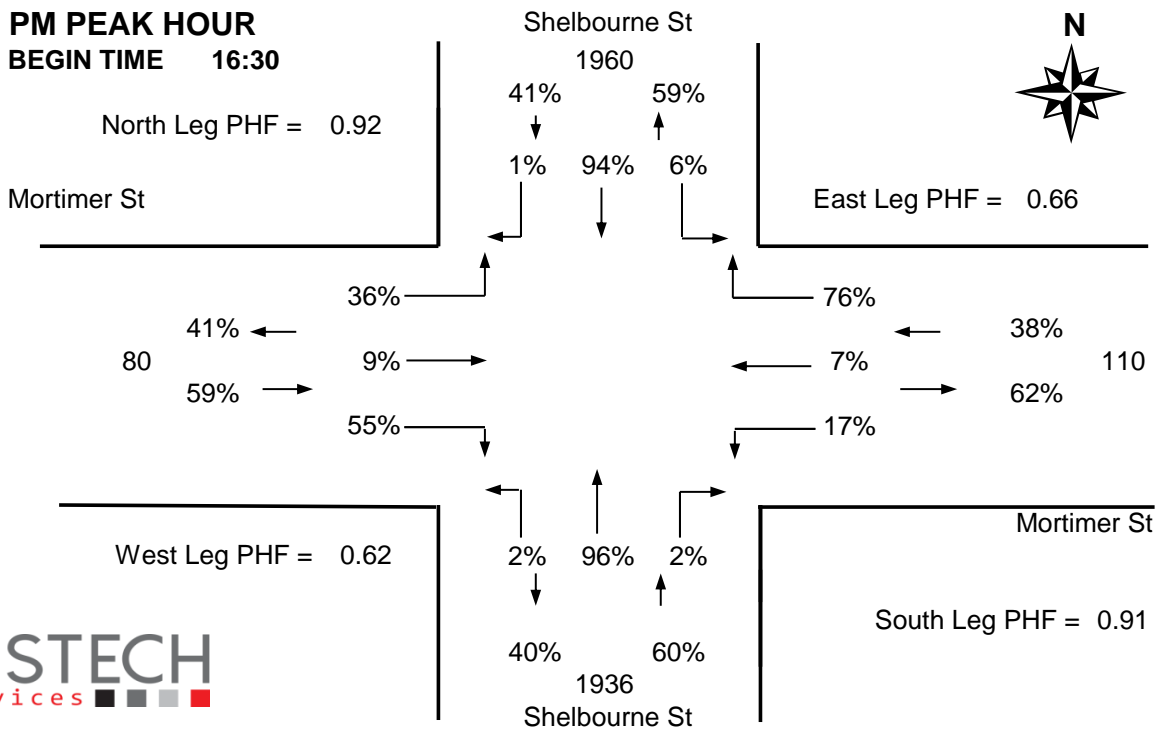 PM PEAK HOUR
BEGIN TIME 16:30
Shelbourne St
1960
N
41% 59%
North Leg PHF = 0.92
1% 94% 6%
Mortimer St
East Leg PHF = 0.66
36% 76%
41% 38%
80 9% 7% 110
59% 62%
55% 17%
Mortimer St
West Leg PHF = 0.62
2% 96% 2%
South Leg PHF = 0.91
40% 60%
1936
Shelbourne St
STECH
vices